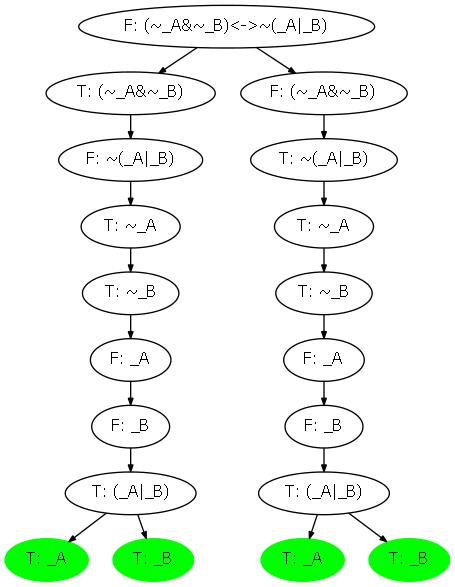 F: (~_A&~_B)<->~(_A|_B)
T: (~_A&~_B)
F: (~_A&~_B)
F: ~(_A|_B)
T: ~(_A|_B)
T: ~_A
T: ~_A
T: ~_B
T: ~_B
F: _A
F: _A
F: _B
F: _B
T: (_A|_B)
T: (_A|_B)
T: _A
T: _B
T: _A
T: _B